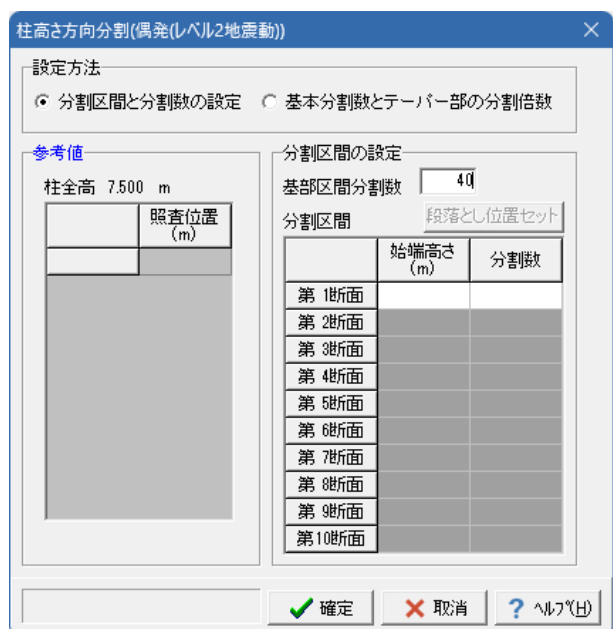 柱高さ方向分割(偶発(レベル2地震動))
設定方法
分割区間と分割数の設定
基本分割数とテーパー部の分割倍数
参考値
柱全高 7.500 m
照査位置
(m)
分割区間の設定
基部区間分割数 40
分割区間 段落とし位置セット
始端高さ
(m)
分割数
第 1断面
第 2断面
第 3断面
第 4断面
第 5断面
第 6断面
第 7断面
第 8断面
第 9断面
第10断面
確定
取消
? ヘルプ(H)